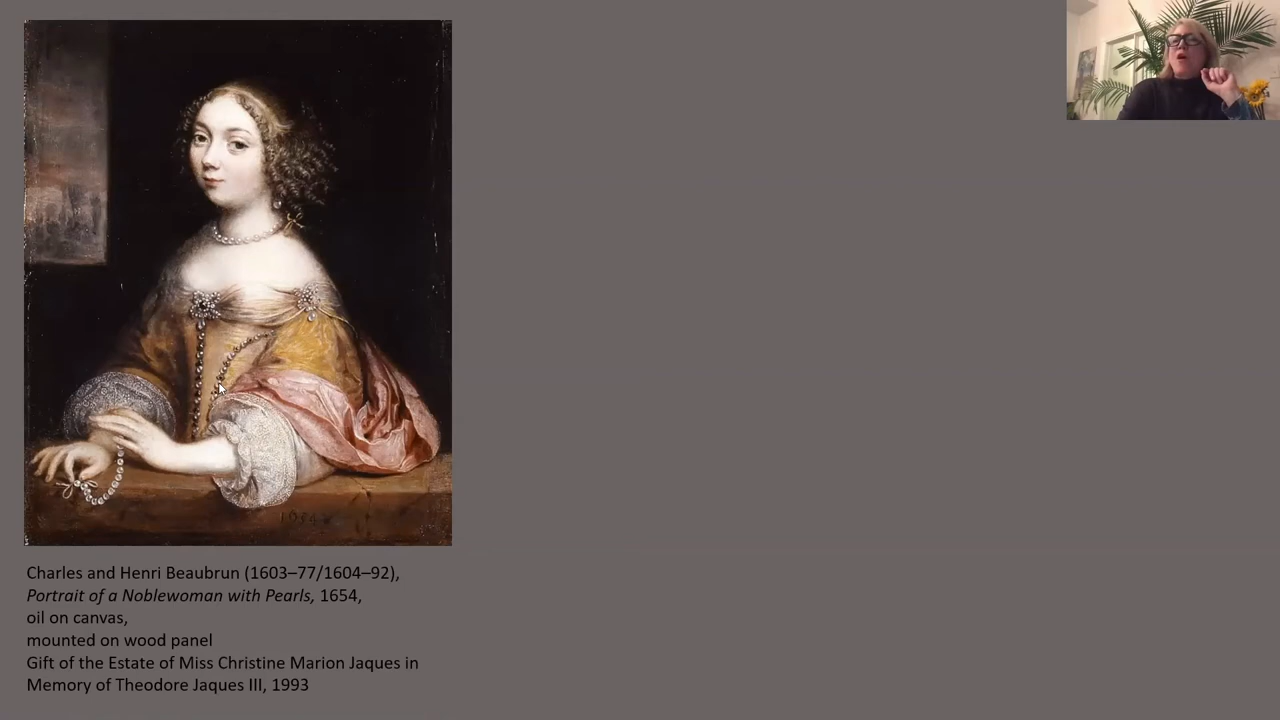 1654
Charles and Henri Beaubrun (1603–77/1604–92),
Portrait of a Noblewoman with Pearls, 1654,
oil on canvas,
mounted on wood panel
Gift of the Estate of Miss Christine Marion Jaques in
Memory of Theodore Jaques III, 1993